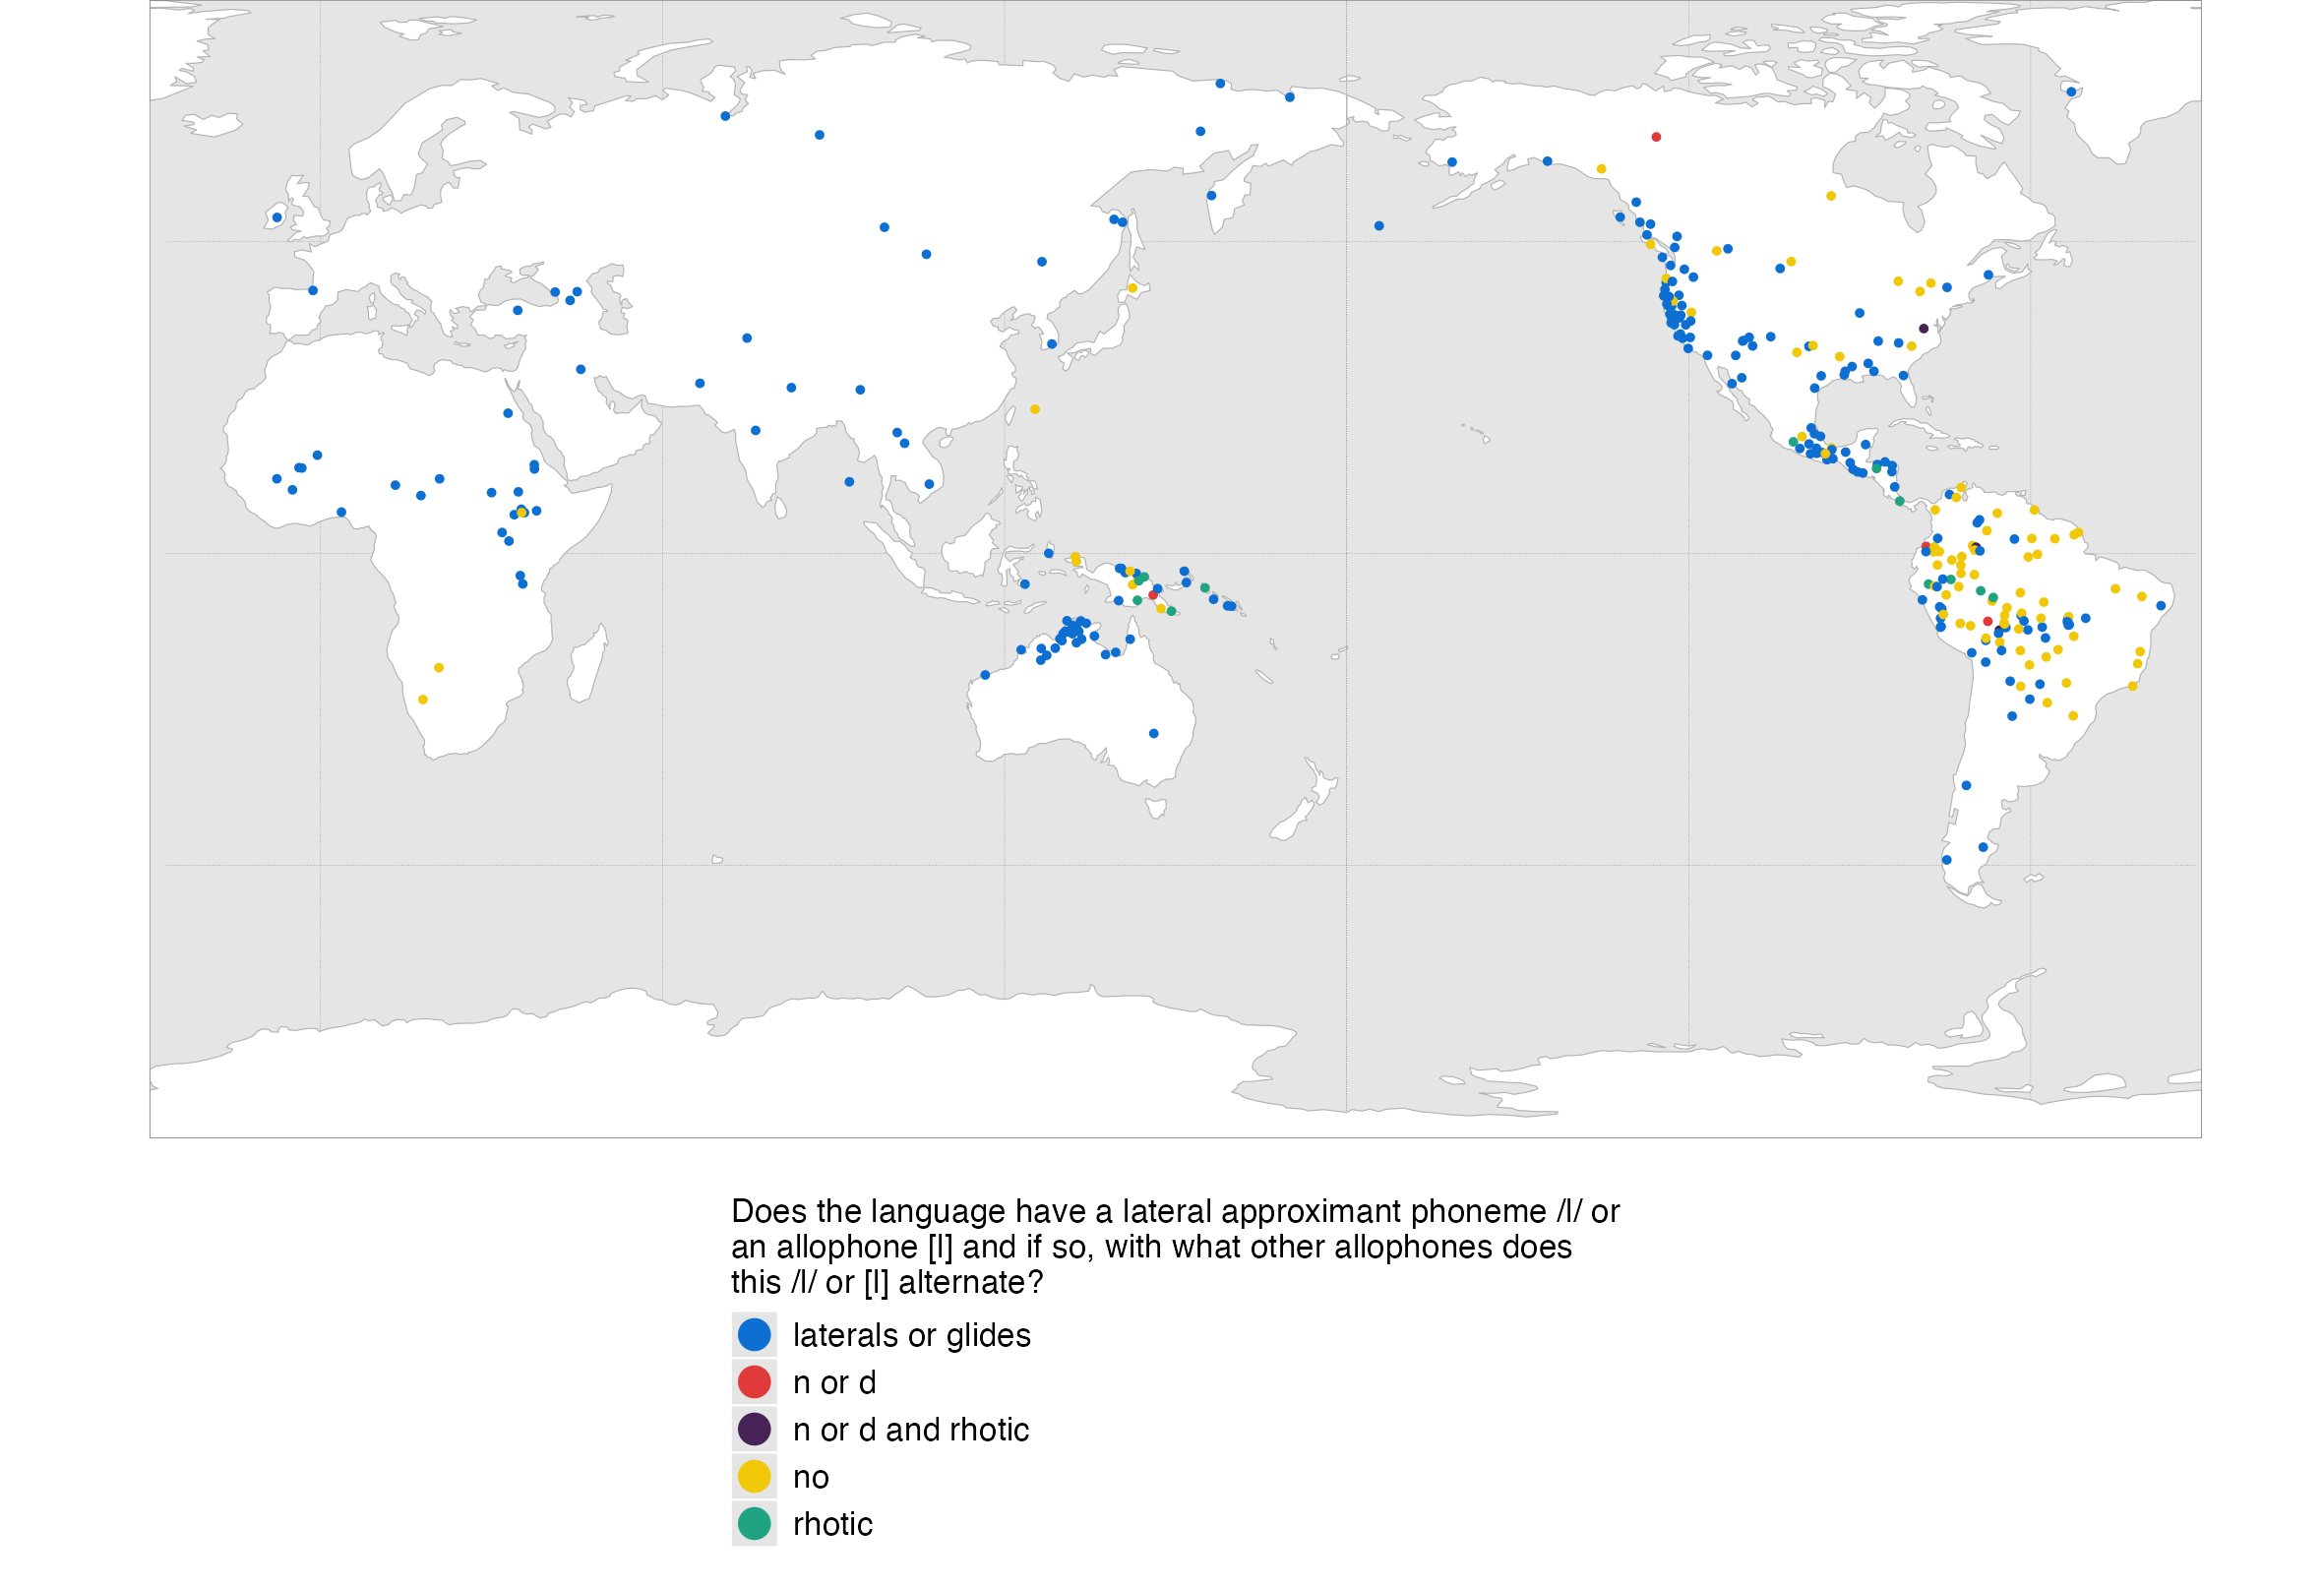 Does the language have a lateral approximant phoneme /l/ or
an allophone [l] and if so, with what other allophones does
this /l/ or [l] alternate?
laterals or glides
n or d
n or d and rhotic
no
rhotic